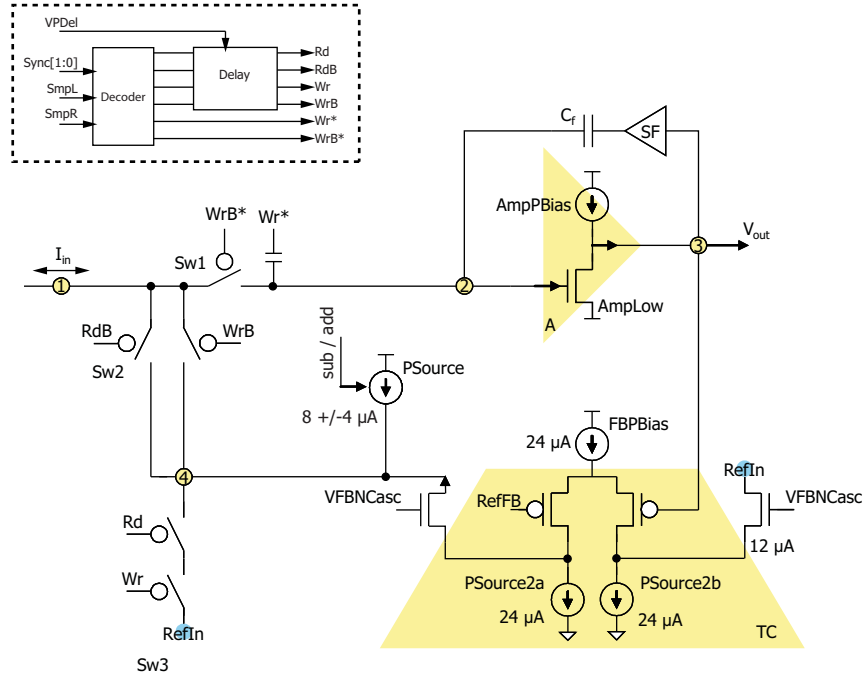 VPDel
Sync[1:0]
SmpL
SmpR
Decoder
Delay
Rd
RdB
Wr
WrB
Wr*
WrB*
Cf
SF
AmpPBias
Vout
3
WrB*
Wr*
Iin
Sw1
1
2
AmpLow
A
RdB
WrB
Sw2
sub / add
PSource
8 +/-4 µA
FBPBias
24 µA
4
RefIn
VFBNCasc
RefFB
VFBNCasc
12 µA
Rd
Wr
PSource2a
PSource2b
24 µA
24 µA
RefIn
TC
Sw3